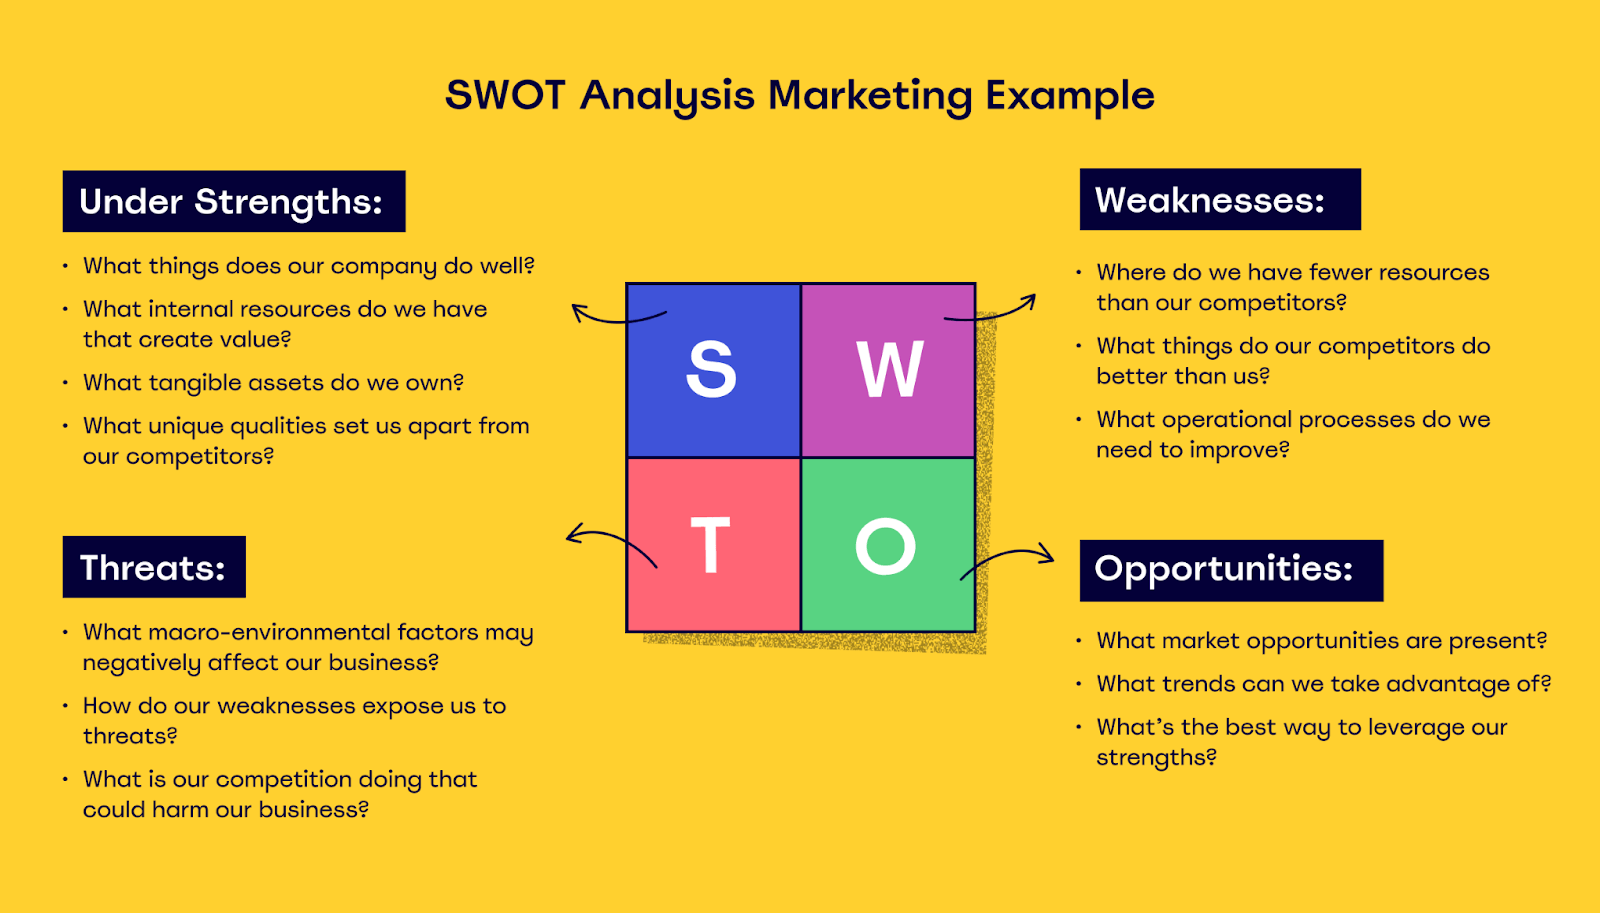 SWOT Analysis Marketing Example
Under Strengths:
• What things does our company do well?
• What internal resources do we have
that create value?
• What tangible assets do we own?
• What unique qualities set us apart from
our competitors?
Weaknesses:
• Where do we have fewer resources
than our competitors?
• What things do our competitors do
better than us?
• What operational processes do we
need to improve?
S
W
T
O
Threats:
• What macro-environmental factors may
negatively affect our business?
• How do our weaknesses expose us to
threats?
• What is our competition doing that
could harm our business?
Opportunities:
• What market opportunities are present?
• What trends can we take advantage of?
• What’s the best way to leverage our
strengths?